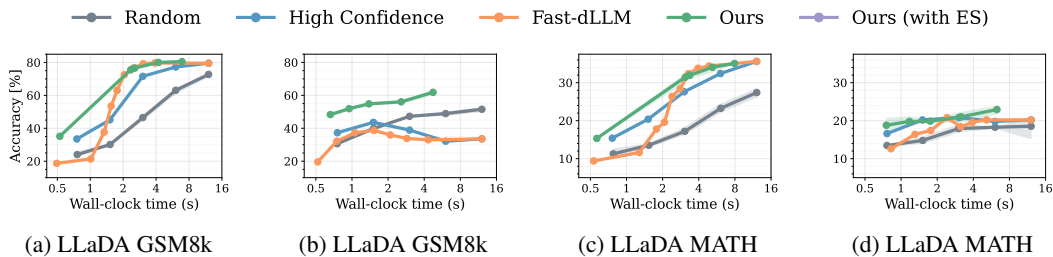 Random High Confidence Fast-dLLM Ours Ours (with ES)
Accuracy [%]
80
60
40
20
0.5 1 2 4 8 16
Wall-clock time (s)
(a) LLaDA GSM8k
80
60
40
20
0.5 1 2 4 8 16
Wall-clock time (s)
(b) LLaDA GSM8k
30
20
10
0.5 1 2 4 8 16
Wall-clock time (s)
(c) LLaDA MATH
30
20
10
0.5 1 2 4 8 16
Wall-clock time (s)
(d) LLaDA MATH